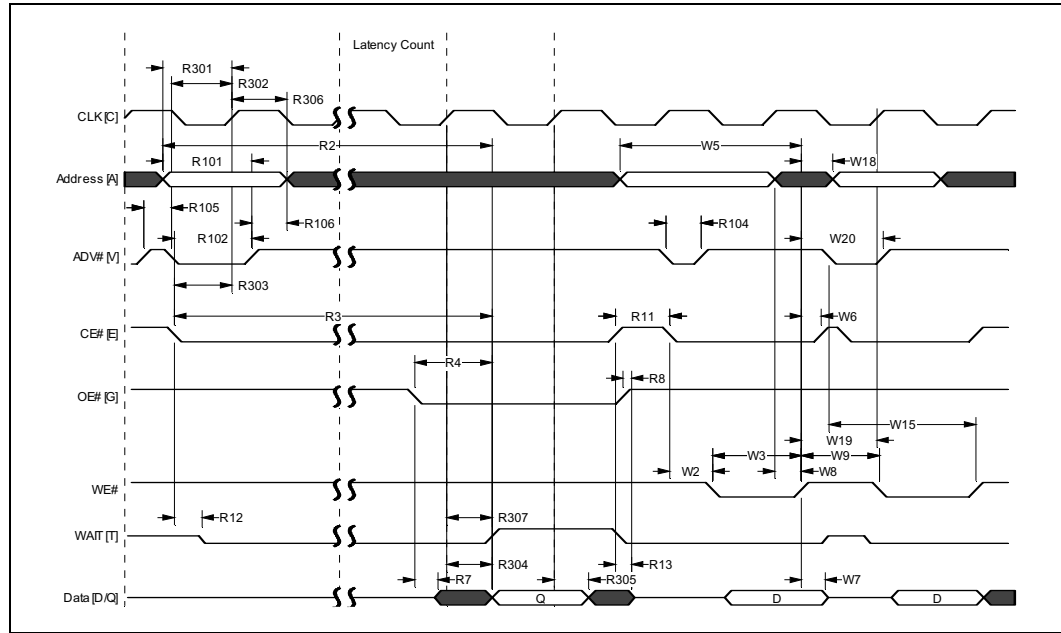 Latency Count
R301
R302
R306
CLK [C]
R2
W5
R101
W18
Address [A]
R105
R106
R104
R102
W20
ADV# [V]
R303
R3
R11
W6
CE# [E]
R4
R8
OE# [G]
W15
W19
W3
W9
W2
W8
WE#
R12
R307
WAIT [T]
R304
R13
R7
R305
W7
Data [D/Q]
Q
D
D